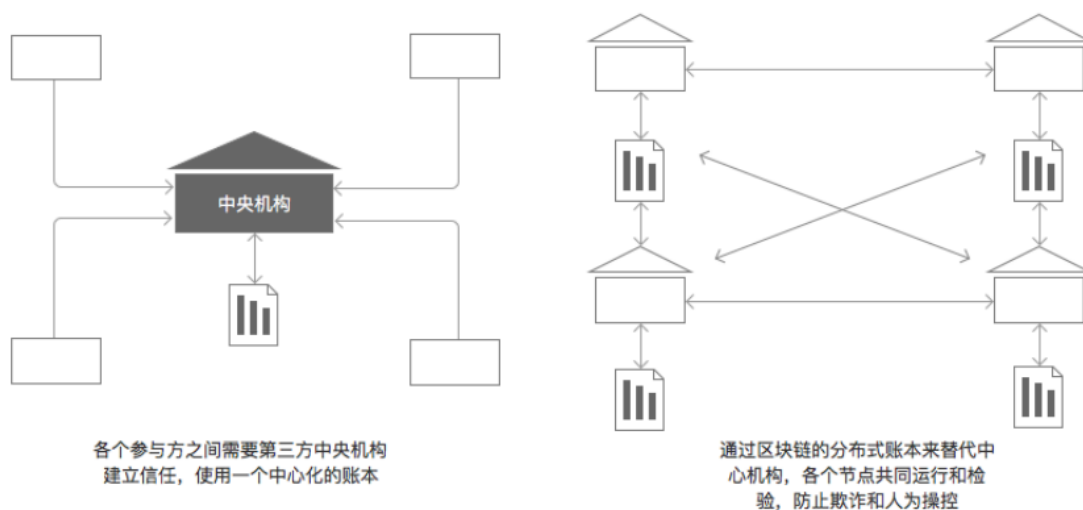 中央机构
各个参与方之间需要第三方中央机构
建立信任，使用一个中心化的账本
通过区块链的分布式账本来替代中
心机构，各个节点共同运行和检
验，防止欺诈和人为操控